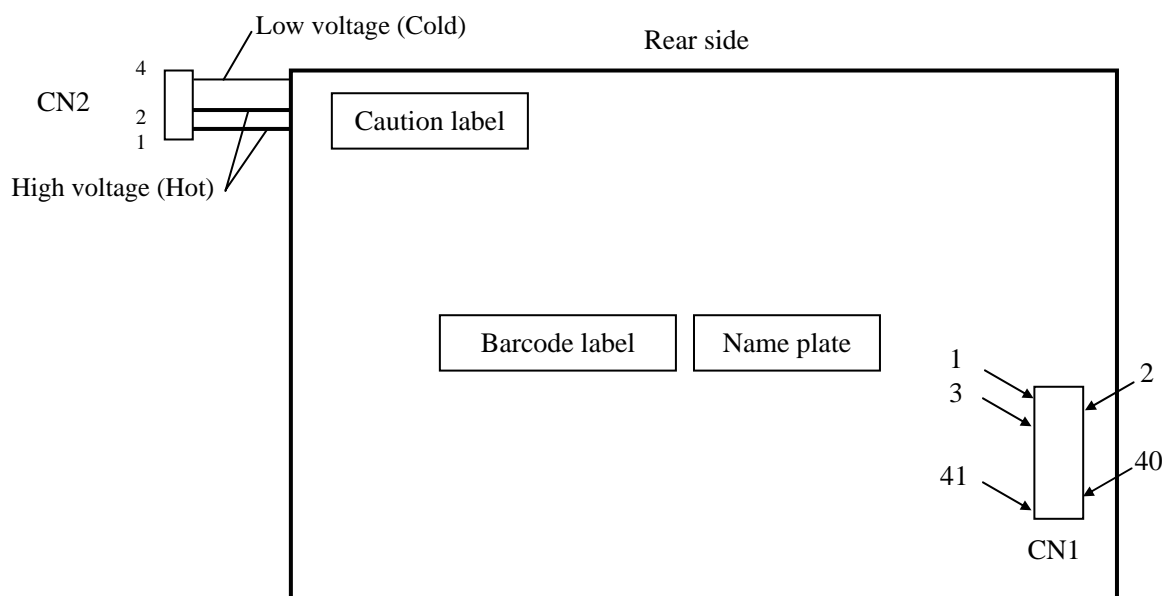 Low voltage (Cold)
Rear side
4
CN2
2
1
Caution label
High voltage (Hot)
Barcode label
Name plate
1
2
3
41
40
CN1